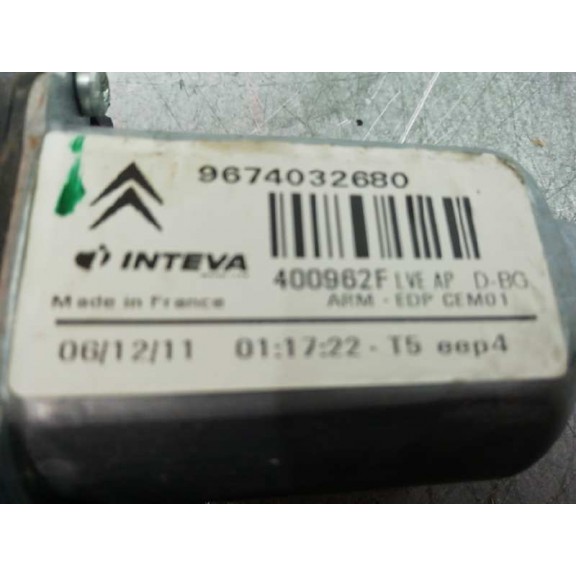 9674032680
INTEVA
400962F LVE AP D-BG
Made in France
ARM - EDP CEM01
06/12/11 01:17:22 - T5 eep4